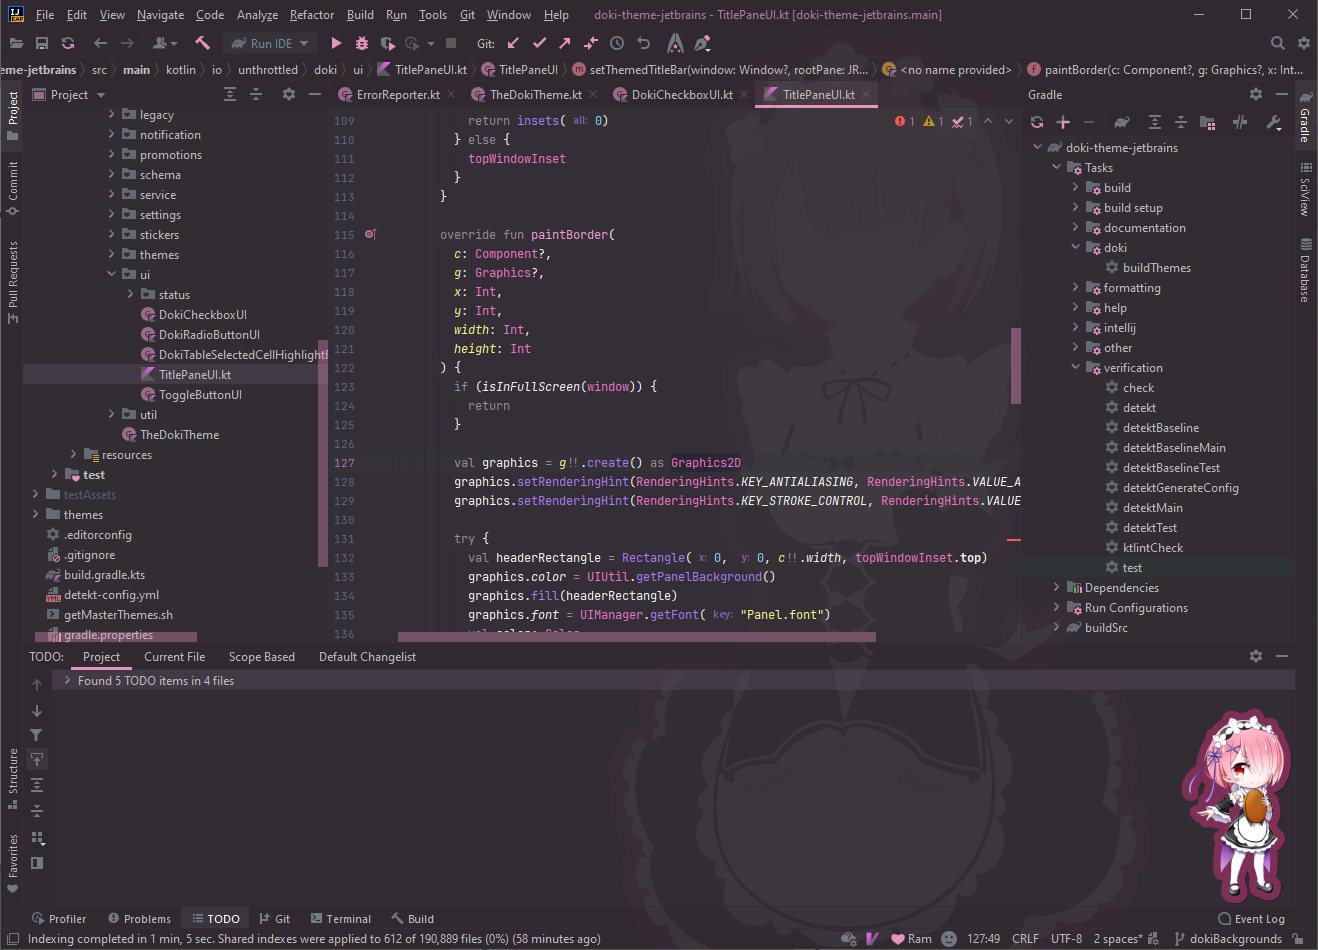 File Edit View Navigate Code Analyze Refactor Build Run Tools Git Window Help doki-theme-jetbrains - TitlePaneUI.kt [doki-theme-jetbrains.main]
Run IDE Git:
eme-jetbrains src main kotlin io unthrottled doki ui TitlePaneUI.kt TitlePaneUI setThemedTitleBar(window: Window?, rootPane: JR... <no name provided> paintBorder(c: Component?, g: Graphics?, x: Int...
Project
ErrorReporter.kt TheDokiTheme.kt DokiCheckboxUI.kt TitlePaneUI.kt
Gradle
Project
Commit
Pull Requests
Structure
Favorites
legacy
notification
promotions
schema
service
settings
stickers
themes
ui
status
DokiCheckboxUI
DokiRadioButtonUI
DokiTableSelectedCellHighlight
TitlePaneUI.kt
ToggleButtonUI
util
TheDokiTheme
resources
test
testAssets
themes
.editorconfig
.gitignore
build.gradle.kts
detekt-config.yml
getMasterThemes.sh
gradle.properties
1 1 1
109 return insets( all: 0)
110 } else {
111 topWindowInset
112 }
113 }
114
115 override fun paintBorder(
116 c: Component?,
117 g: Graphics?,
118 x: Int,
119 y: Int,
120 width: Int,
121 height: Int
122 ) {
123 if (isInFullScreen(window)) {
124 return
125 }
126
127 val graphics = g!!.create() as Graphics2D
128 graphics.setRenderingHint(RenderingHints.KEY_ANTIALIASING, RenderingHints.VALUE_A
129 graphics.setRenderingHint(RenderingHints.KEY_STROKE_CONTROL, RenderingHints.VALUE
130
131 try {
132 val headerRectangle = Rectangle( x: 0, y: 0, c!!.width, topWindowInset.top)
133 graphics.color = UIUtil.getPanelBackground()
134 graphics.fill(headerRectangle)
135 graphics.font = UIManager.getFont( key: "Panel.font")
136 val color: Color
doki-theme-jetbrains
Tasks
build
build setup
documentation
doki
buildThemes
formatting
help
intellij
other
verification
check
detekt
detektBaseline
detektBaselineMain
detektBaselineTest
detektGenerateConfig
detektMain
detektTest
ktlintCheck
test
Dependencies
Run Configurations
buildSrc
Gradle
SciView
Database
TODO: Project Current File Scope Based Default Changelist
Found 5 TODO items in 4 files
Profiler Problems TODO Git Terminal Build Event Log
Indexing completed in 1 min, 5 sec. Shared indexes were applied to 612 of 190,889 files (0%) (58 minutes ago) Ram 127:49 CRLF UTF-8 2 spaces* dokiBackgrounds